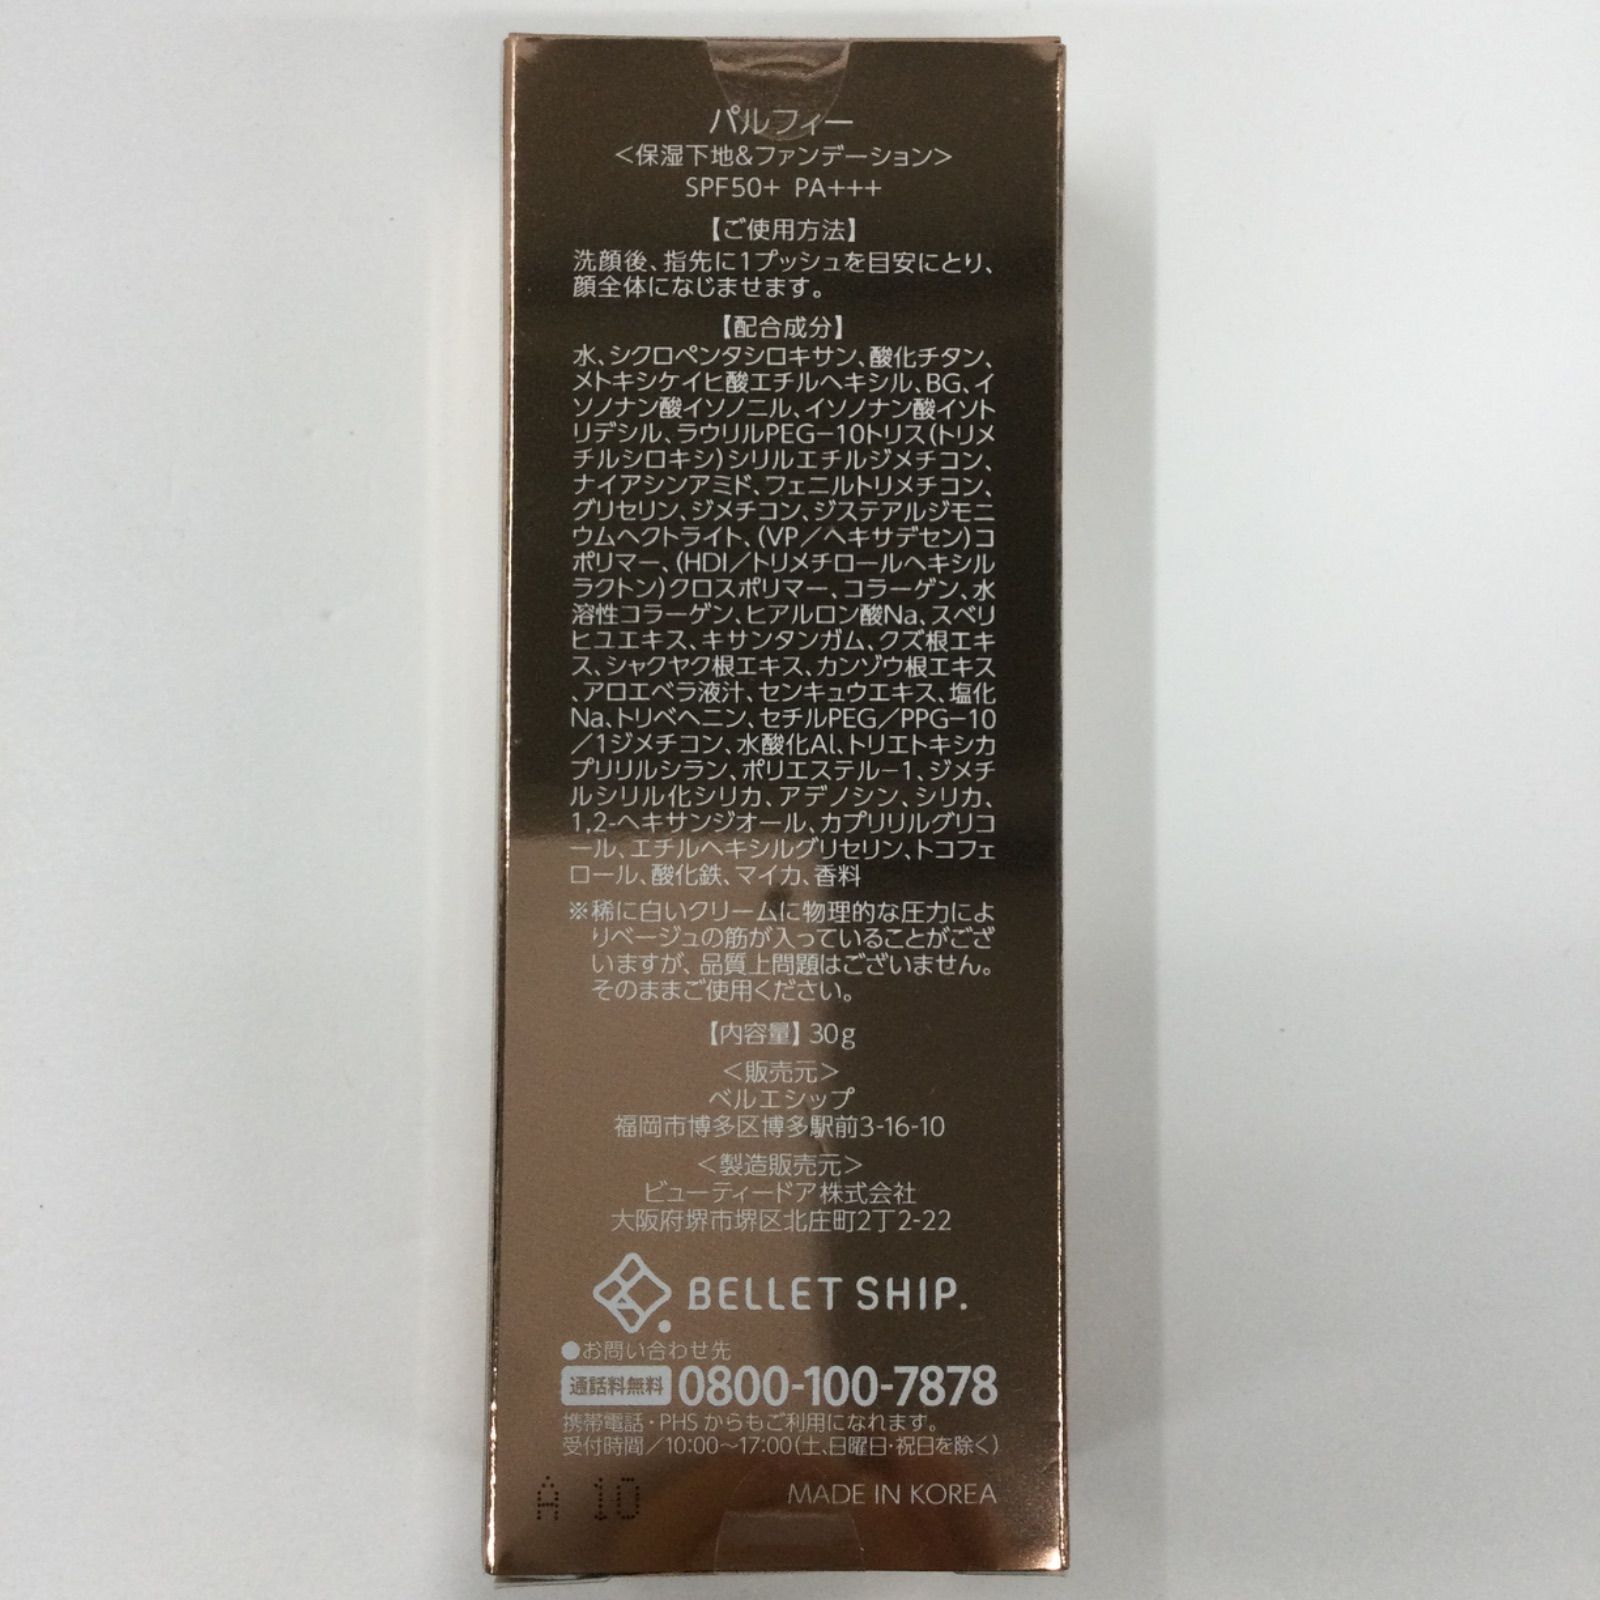 パルフィー
＜保湿下地&ファンデーション＞
SPF50+ PA+++
【ご使用方法】
洗顔後、指先に1プッシュを目安にとり、
顔全体になじませます。
【配合成分】
水、シクロペンタシロキサン、酸化チタン、
メトキシケイヒ酸エチルヘキシル、BG、イ
ソノナン酸イソノニル、イソノナン酸イソト
リデシル、ラウリルPEG－10トリス(トリメ
チルシロキシ)シリルエチルジメチコン、
ナイアシンアミド、フェニルトリメチコン、
グリセリン、ジメチコン、ジステアルジモニ
ウムヘクトライト、(VP／ヘキサデセン)コ
ポリマー、(HDI／トリメチロールヘキシル
ラクトン)クロスポリマー、コラーゲン、水
溶性コラーゲン、ヒアルロン酸Na、スベリ
ヒユエキス、キサンタンガム、クズ根エキ
ス、シャクヤク根エキス、カンゾウ根エキス
、アロエベラ液汁、センキュウエキス、塩化
Na、トリベヘニン、セチルPEG／PPG－10
／1ジメチコン、水酸化Al、トリエトキシカ
プリリルシラン、ポリエステル－1、ジメチ
ルシリル化シリカ、アデノシン、シリカ、
1,2-ヘキサンジオール、カプリリルグリコ
ール、エチルヘキシルグリセリン、トコフェ
ロール、酸化鉄、マイカ、香料
※稀に白いクリームに物理的な圧力によ
りベージュの筋が入っていることがござ
いますが、品質上問題はございません。
そのままご使用ください。
【内容量】30g
＜販売元＞
ベルエシップ
福岡市博多区博多駅前3-16-10
＜製造販売元＞
ビューティードア株式会社
大阪府堺市堺区北庄町2丁2-22
BELLET SHIP.
●お問い合わせ先
通話料無料 0800-100-7878
携帯電話・PHSからもご利用になれます。
受付時間／10:00～17:00(土、日曜日・祝日を除く)
MADE IN KOREA
A 10